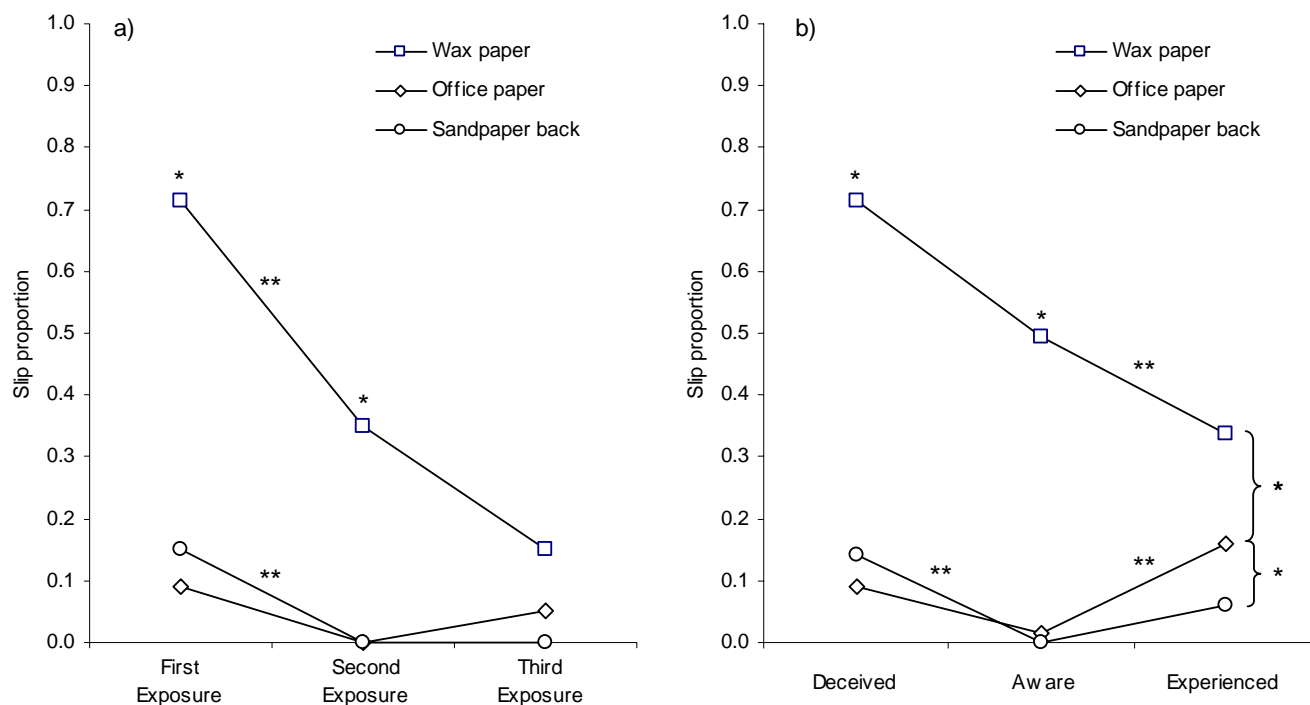 a)
Wax paper
Office paper
Sandpaper back
Slip proportion
1.0
0.9
0.8
0.7
0.6
0.5
0.4
0.3
0.2
0.1
0.0
*
**
*
**
First
Exposure
Second
Exposure
Third
Exposure
b)
Wax paper
Office paper
Sandpaper back
Slip proportion
1.0
0.9
0.8
0.7
0.6
0.5
0.4
0.3
0.2
0.1
0.0
*
*
**
*
**
**
*
Deceived
Aware
Experienced